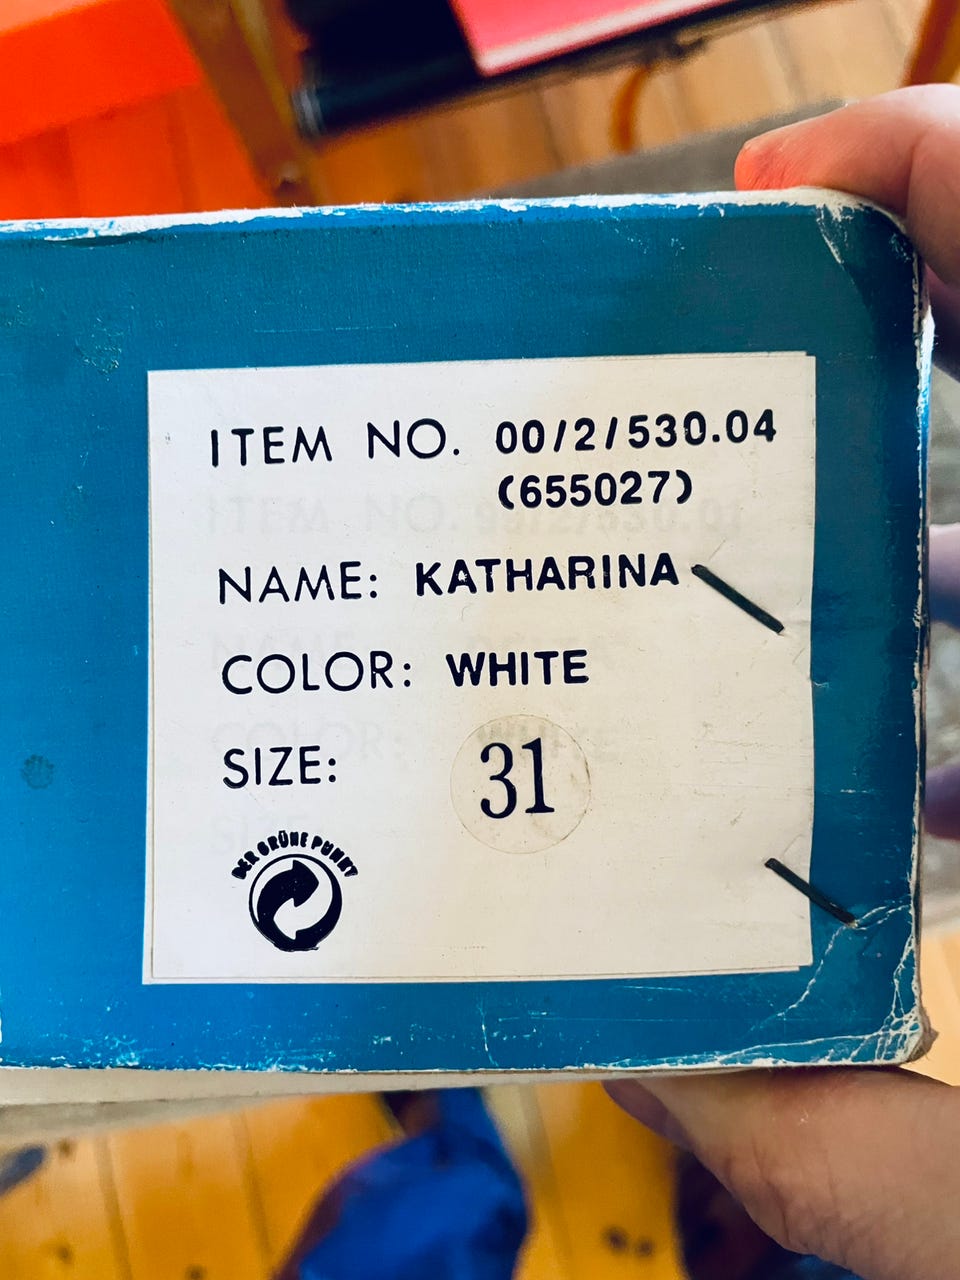 ITEM NO. 00/2/530.04
(655027)
NAME: KATHARINA
COLOR: WHITE
SIZE: 31
DER GRÜNE PUNKT